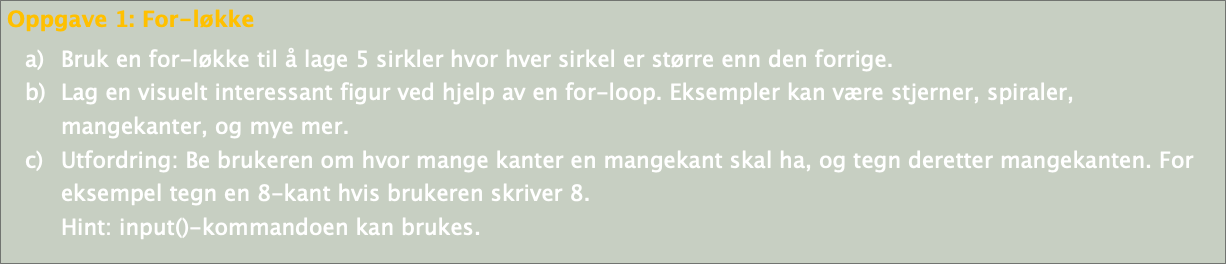 Oppgave 1: For-løkke
a) Bruk en for-løkke til å lage 5 sirkler hvor hver sirkel er større enn den forrige.
b) Lag en visuelt interessant figur ved hjelp av en for-loop. Eksempler kan være stjerner, spiraler,
mangekanter, og mye mer.
c) Utfordring: Be brukeren om hvor mange kanter en mangekant skal ha, og tegn deretter mangekanten. For
eksempel tegn en 8-kant hvis brukeren skriver 8.
Hint: input()-kommandoen kan brukes.